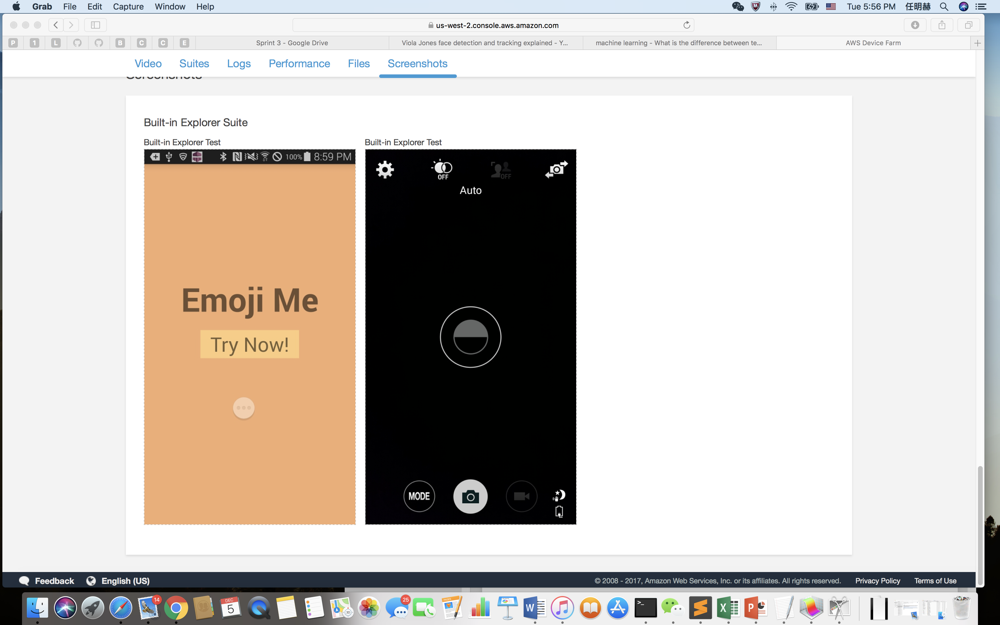 Grab File Edit Capture Window Help Tue 5:56 PM 任明赫
us-west-2.console.aws.amazon.com
P 1 L B C C E Sprint 3 - Google Drive Viola Jones face detection and tracking explained - Y... machine learning - What is the difference between te... AWS Device Farm
Video Suites Logs Performance Files Screenshots
Screenshots
Built-in Explorer Suite
Built-in Explorer Test Built-in Explorer Test
100% 8:59 PM
OFF OFF
Auto
Emoji Me
Try Now!
MODE
Feedback English (US) © 2008 - 2017, Amazon Web Services, Inc. or its affiliates. All rights reserved. Privacy Policy Terms of Use
14 DEC 5 3D 25 PAGES W >_ X P